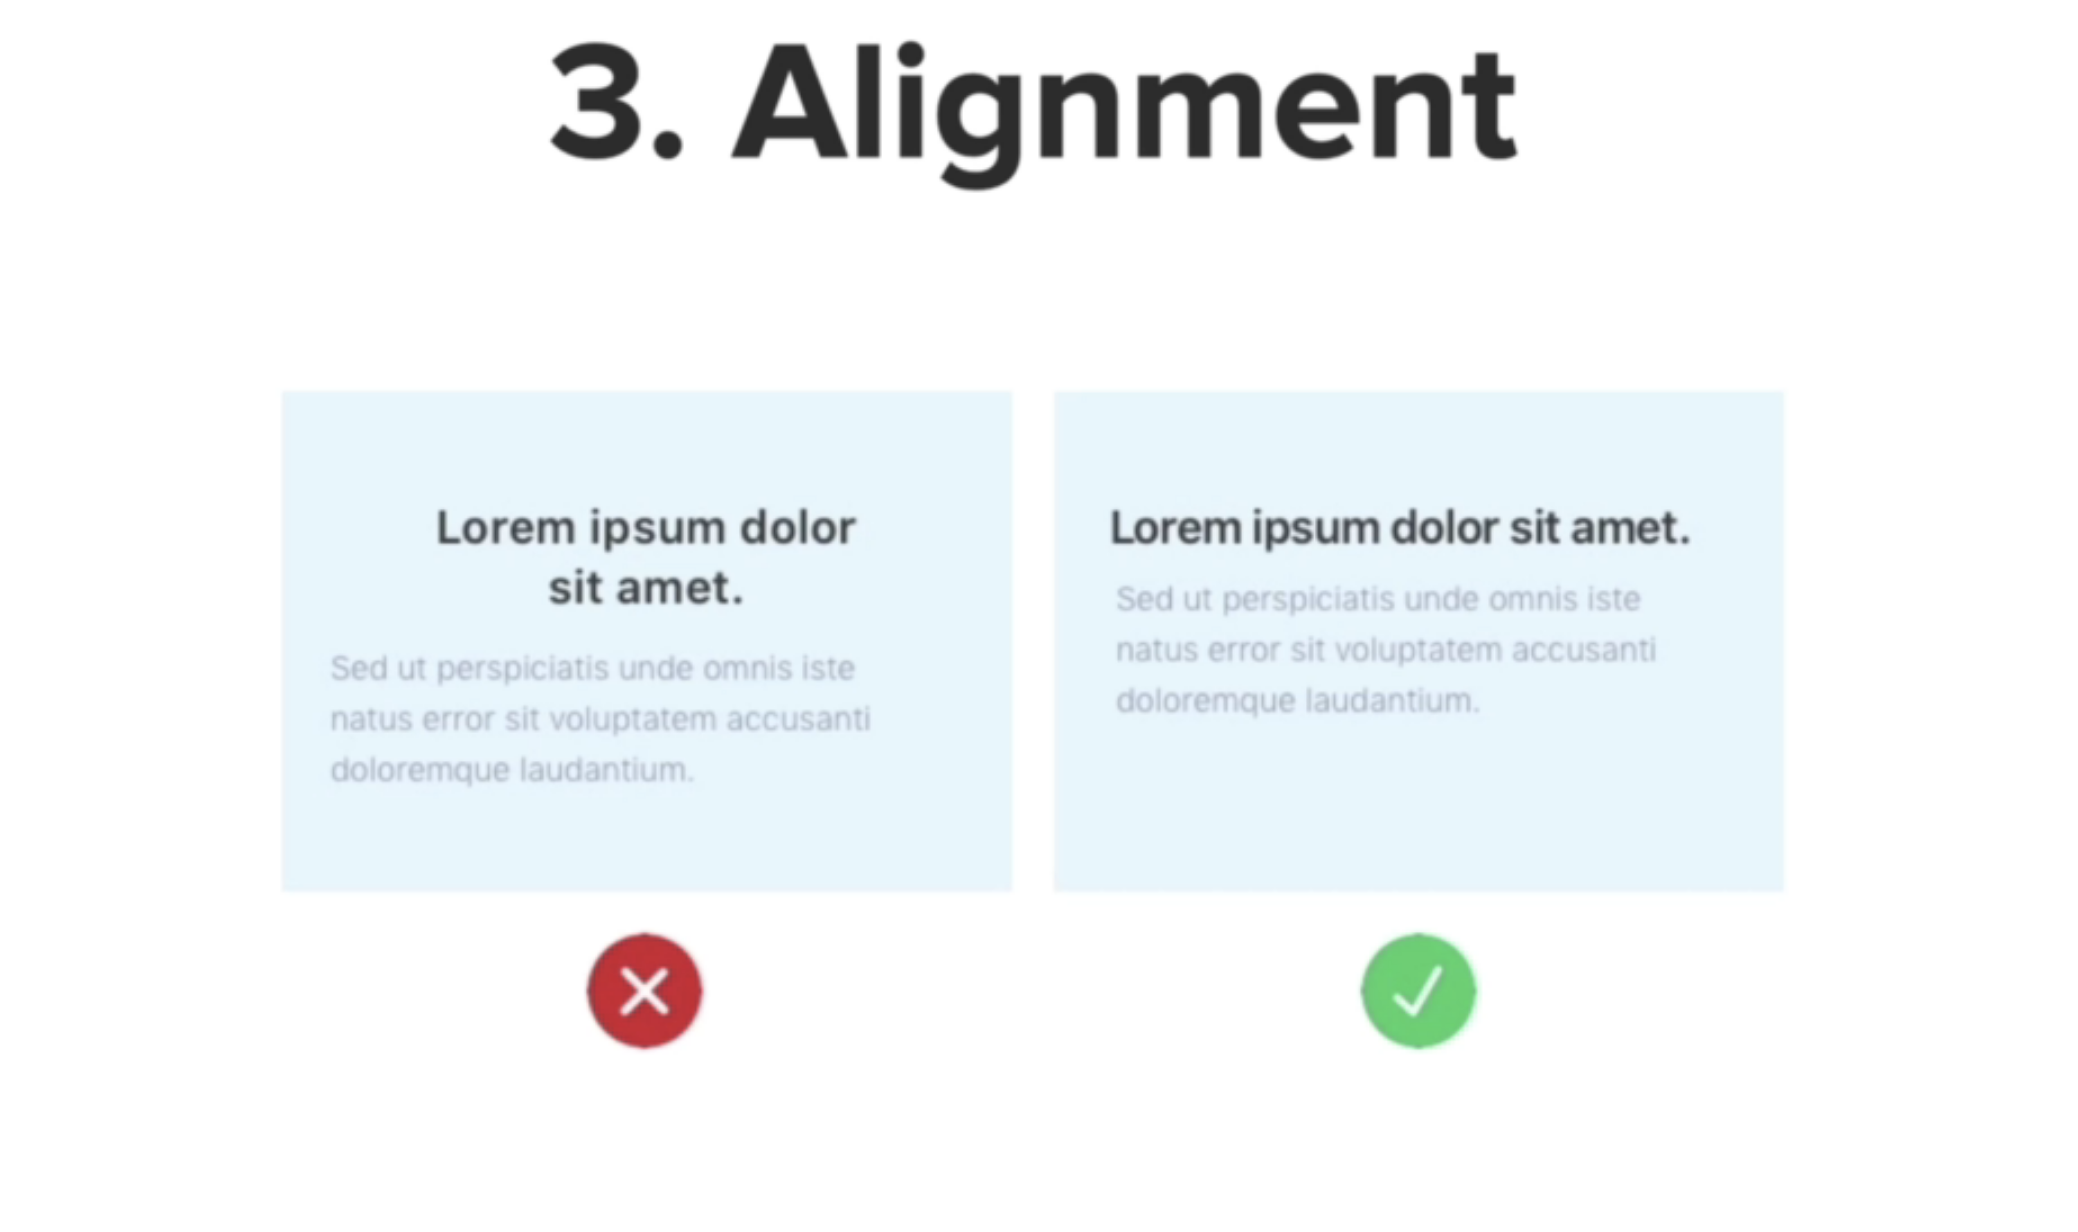 3. Alignment
Lorem ipsum dolor
sit amet.
Sed ut perspiciatis unde omnis iste
natus error sit voluptatem accusanti
doloremque laudantium.
Lorem ipsum dolor sit amet.
Sed ut perspiciatis unde omnis iste
natus error sit voluptatem accusanti
doloremque laudantium.